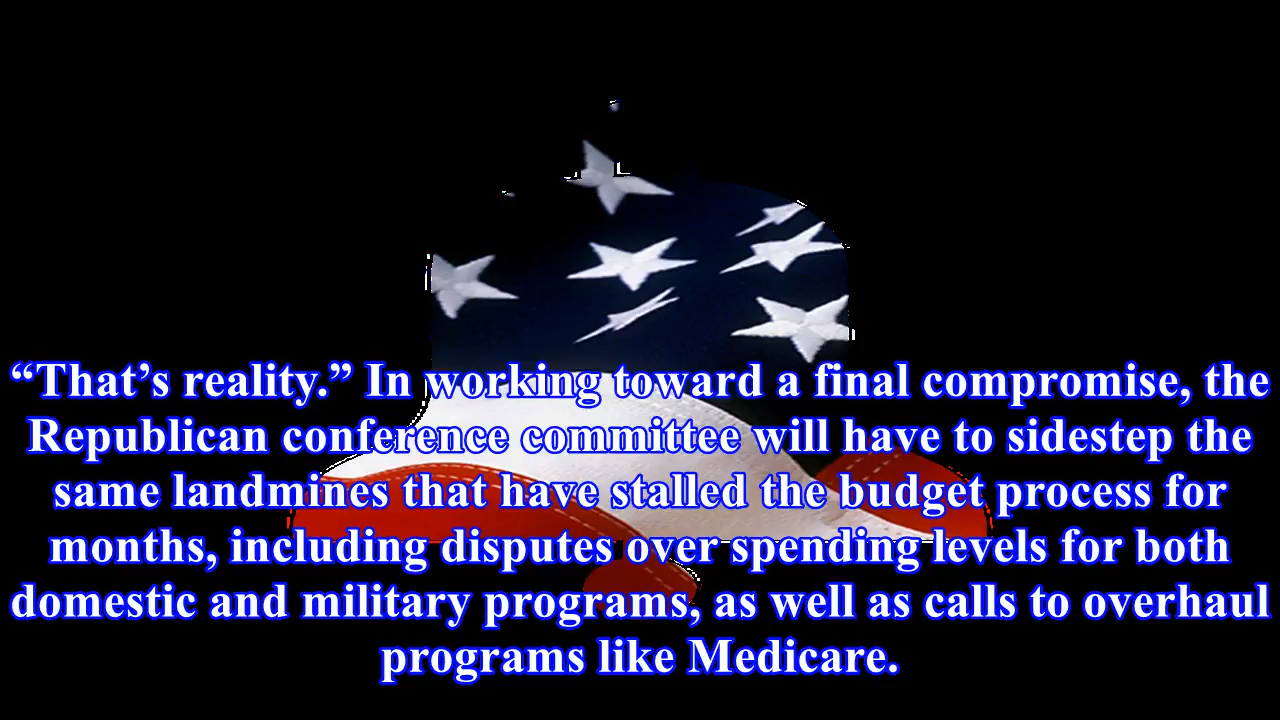 “That’s reality.” In working toward a final compromise, the
Republican conference committee will have to sidestep the
same landmines that have stalled the budget process for
months, including disputes over spending levels for both
domestic and military programs, as well as calls to overhaul
programs like Medicare.